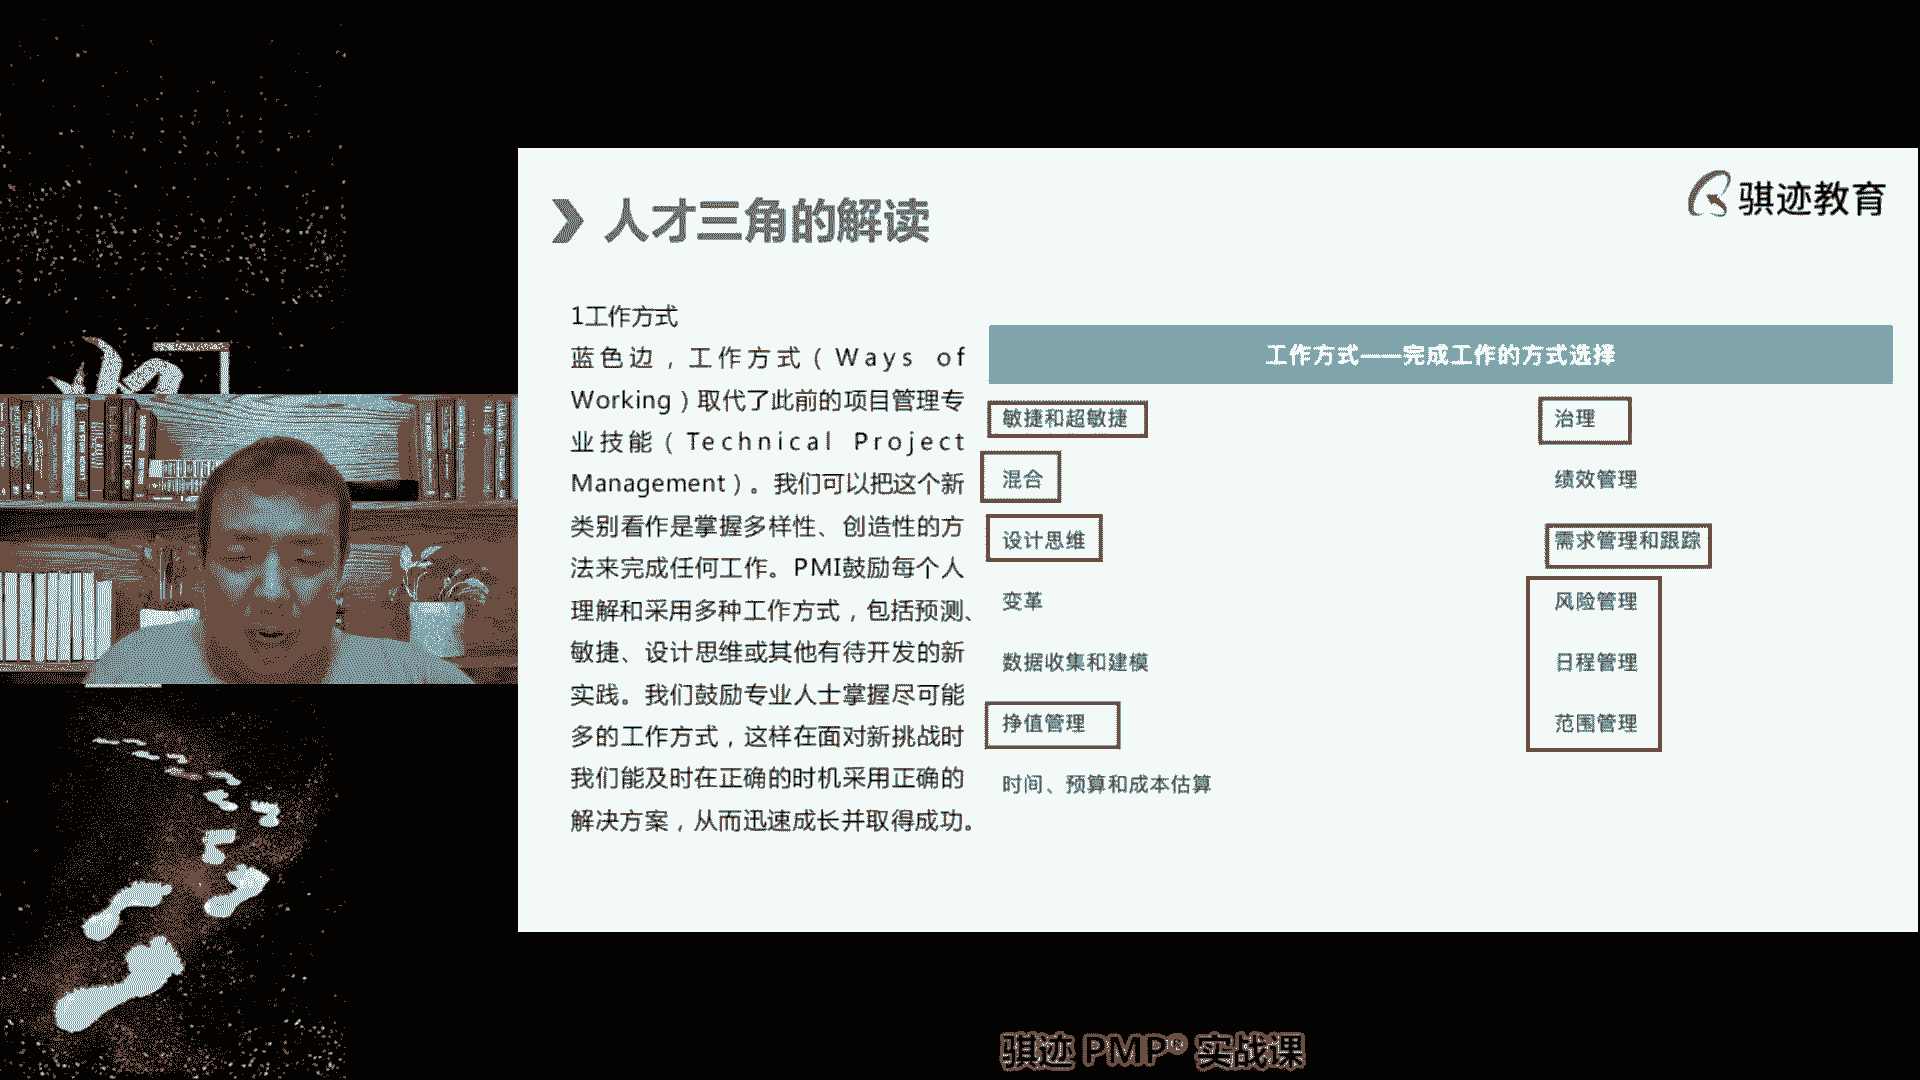 骐迹教育
人才三角的解读
1工作方式
蓝色边，工作方式（Ways of
Working）取代了此前的项目管理专
业技能（Technical Project
Management）。我们可以把这个新
类别看作是掌握多样性、创造性的方
法来完成任何工作。PMI鼓励每个人
理解和采用多种工作方式，包括预测、
敏捷、设计思维或其他有待开发的新
实践。我们鼓励专业人士掌握尽可能
多的工作方式，这样在面对新挑战时
我们能及时在正确的时机采用正确的
解决方案，从而迅速成长并取得成功。
工作方式——完成工作的方式选择
敏捷和超敏捷
混合
设计思维
变革
数据收集和建模
挣值管理
时间、预算和成本估算
治理
绩效管理
需求管理和跟踪
风险管理
日程管理
范围管理
骐迹 PMP® 实战课